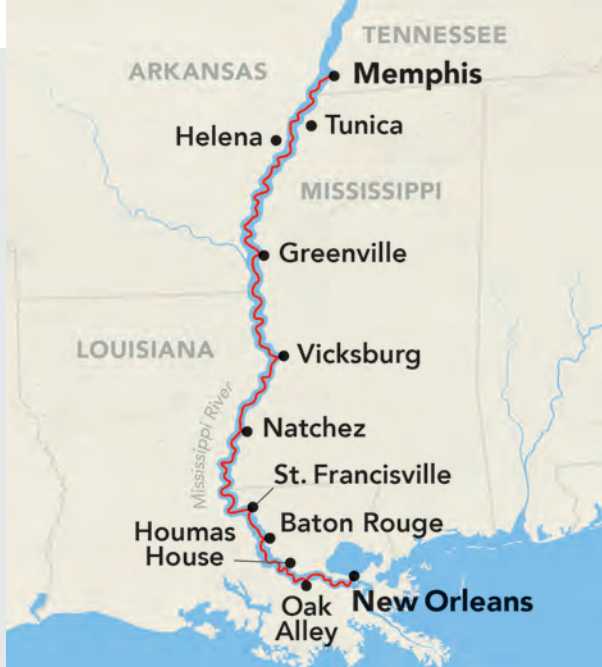 TENNESSEE
ARKANSAS
Memphis
Tunica
Helena
MISSISSIPPI
Greenville
LOUISIANA
Vicksburg
Mississippi River
Natchez
St. Francisville
Baton Rouge
Houmas
House
New Orleans
Oak
Alley